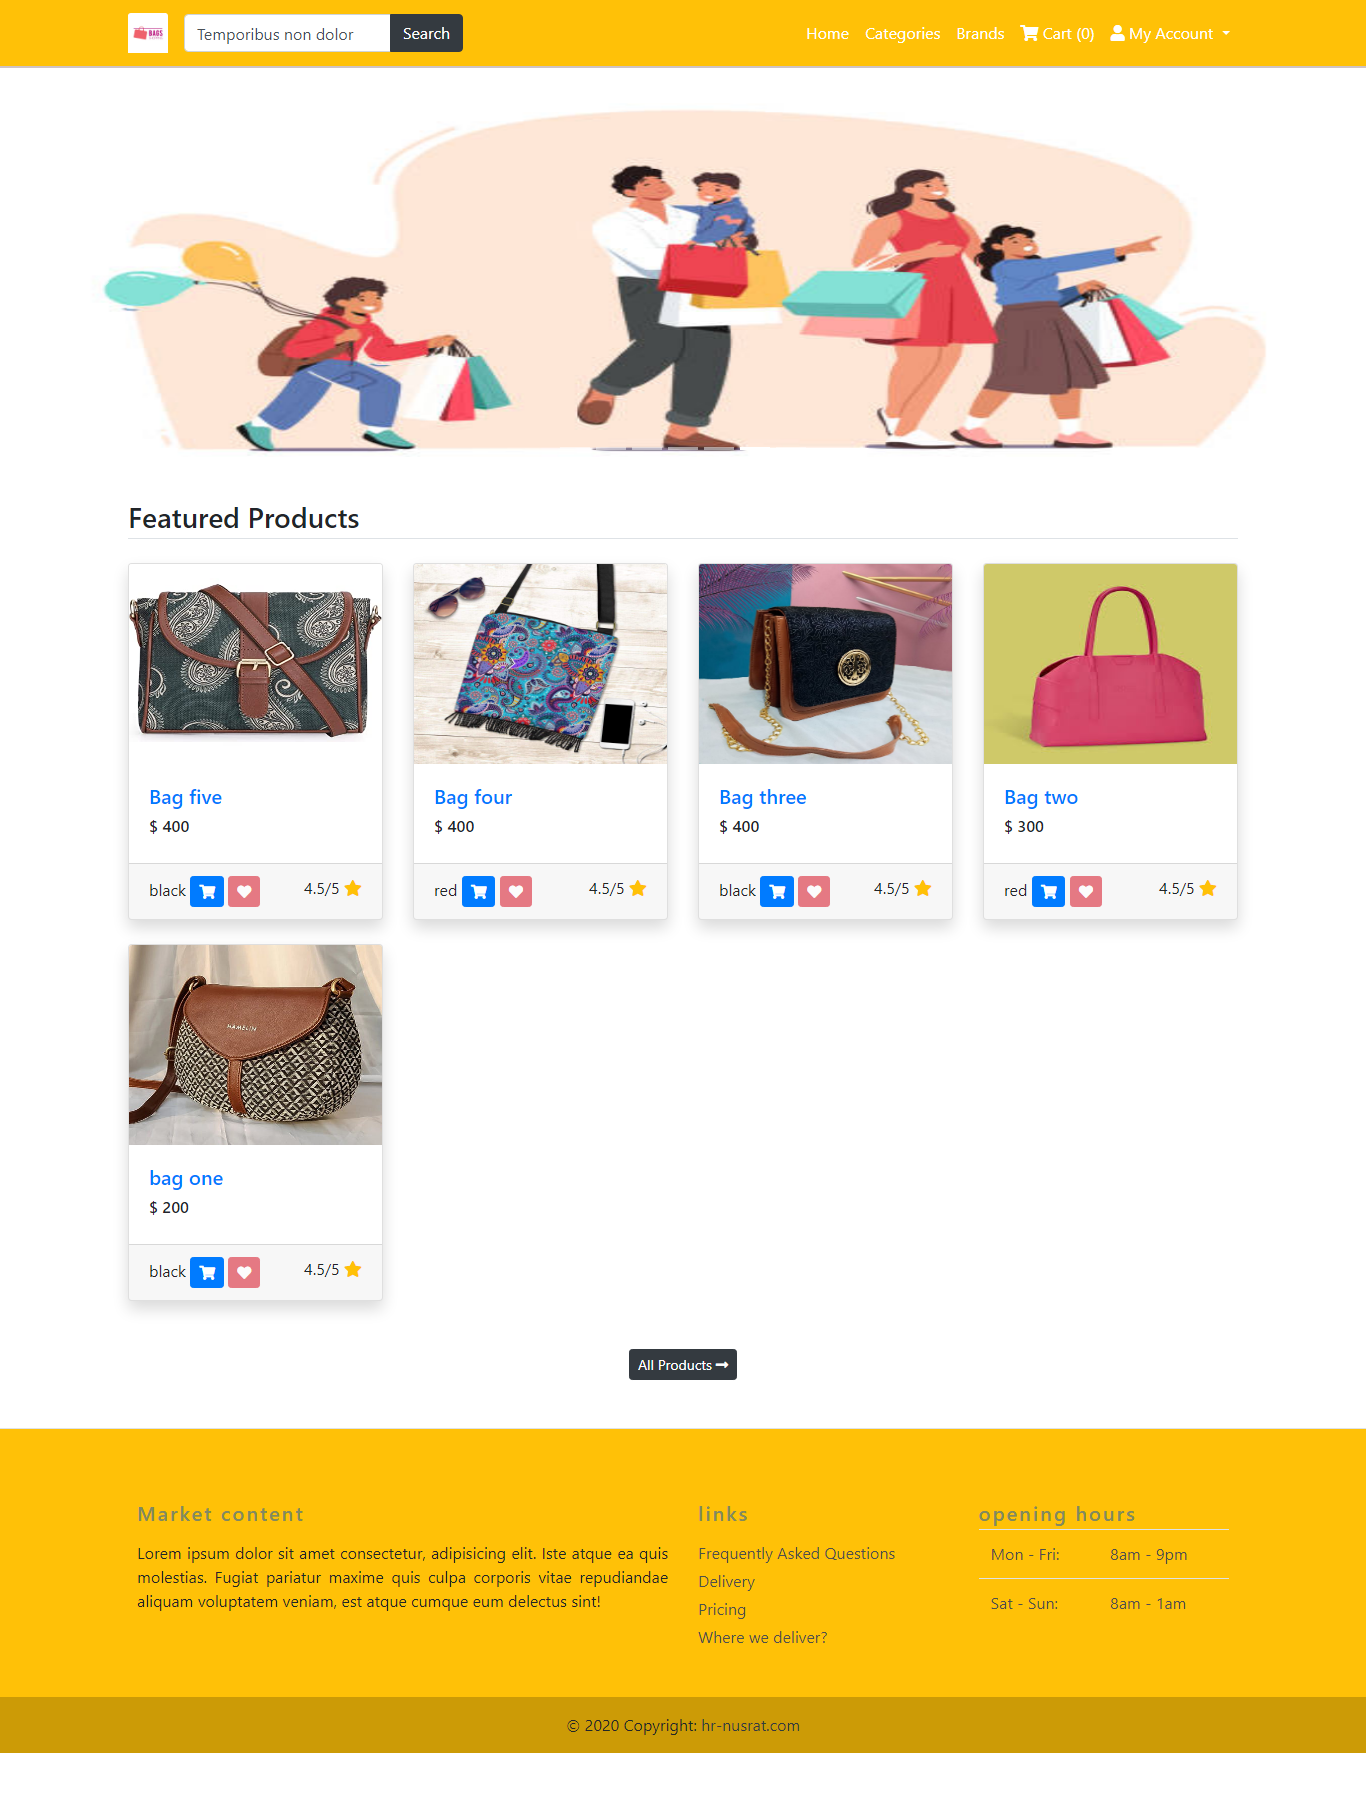 BAGS
Temporibus non dolor
Search
Home
Categories
Brands
Cart (0)
My Account
Featured Products
Bag five
$ 400
black
4.5/5
Bag four
$ 400
red
4.5/5
Bag three
$ 400
black
4.5/5
Bag two
$ 300
red
4.5/5
HAMELIN
bag one
$ 200
black
4.5/5
All Products
Market content
Lorem ipsum dolor sit amet consectetur, adipisicing elit. Iste atque ea quis
molestias. Fugiat pariatur maxime quis culpa corporis vitae repudiandae
aliquam voluptatem veniam, est atque cumque eum delectus sint!
links
Frequently Asked Questions
Delivery
Pricing
Where we deliver?
opening hours
Mon - Fri: 8am - 9pm
Sat - Sun: 8am - 1am
© 2020 Copyright: hr-nusrat.com